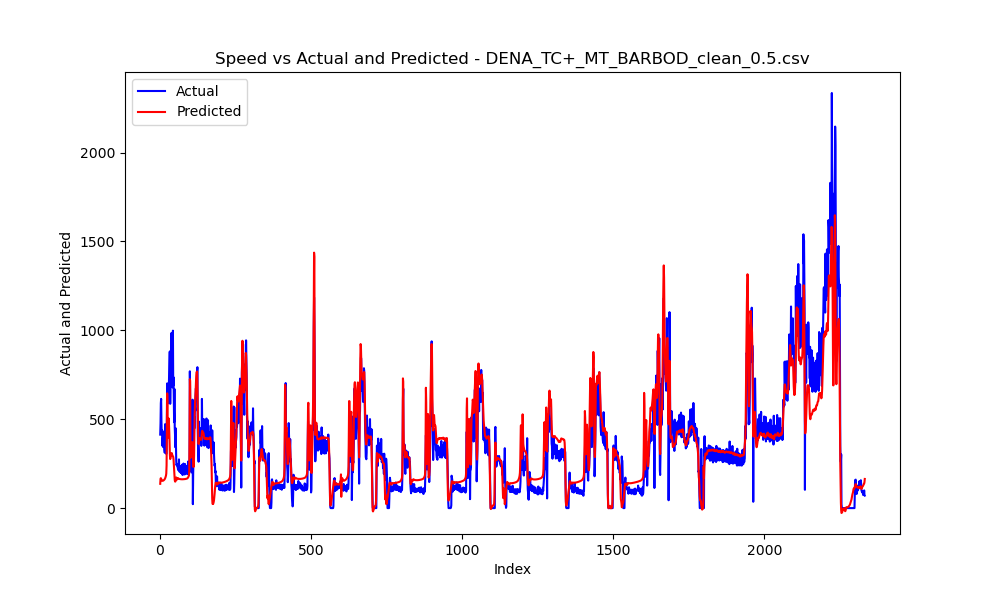 Speed vs Actual and Predicted - DENA_TC+_MT_BARBOD_clean_0.5.csv
Actual
Predicted
Actual and Predicted
2000
1500
1000
500
0
0 500 1000 1500 2000
Index